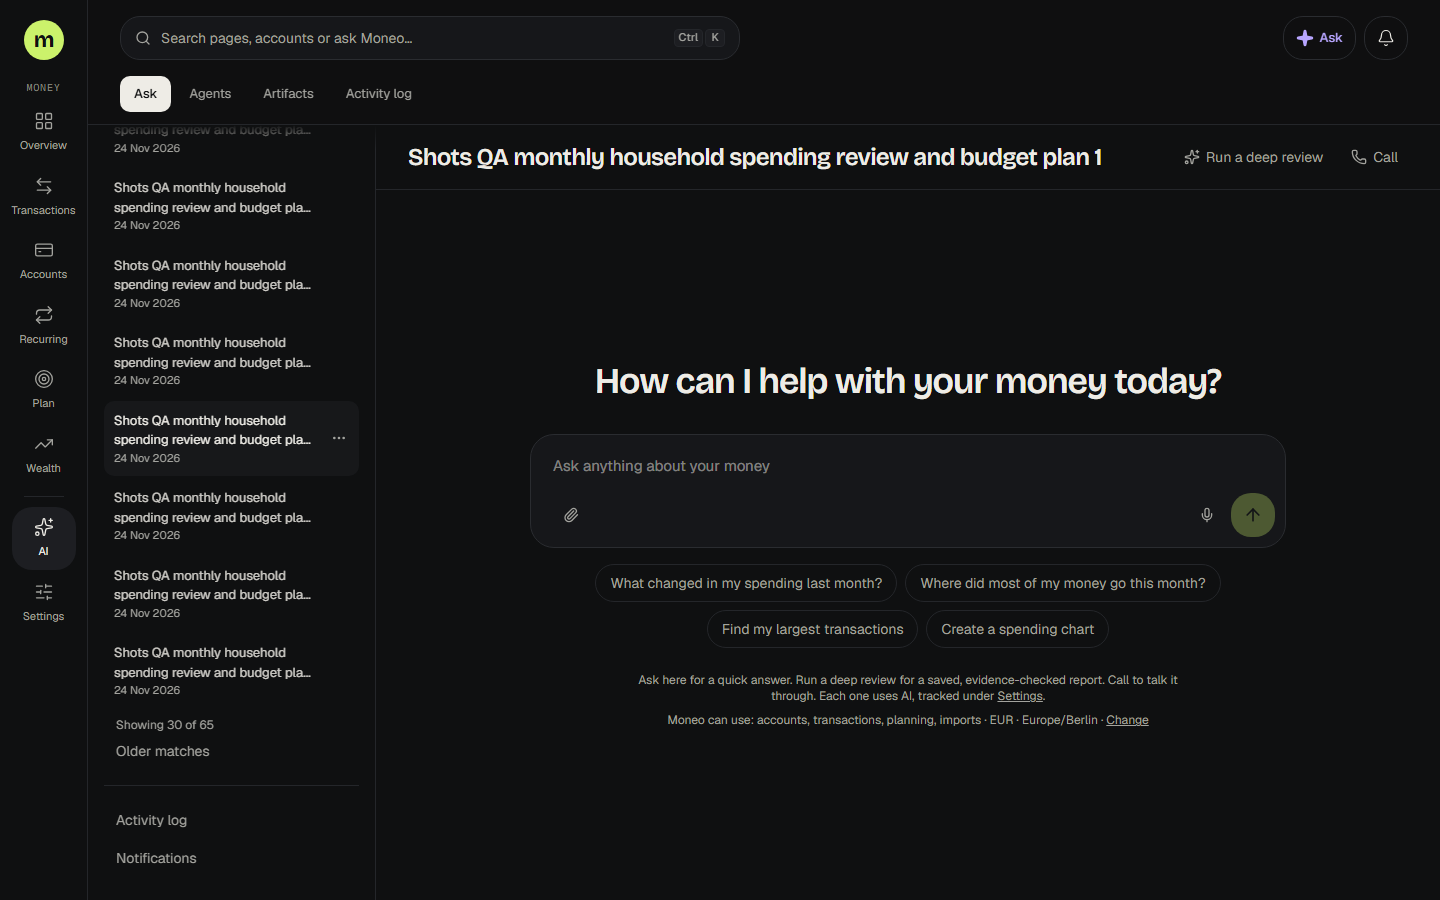 m
MONEY
Overview
Transactions
Accounts
Recurring
Plan
Wealth
AI
Settings
Search pages, accounts or ask Moneo...
Ctrl K
Ask
Ask
Agents
Artifacts
Activity log
spending review and budget pla...
24 Nov 2026
Shots QA monthly household
spending review and budget pla...
24 Nov 2026
Shots QA monthly household
spending review and budget pla...
24 Nov 2026
Shots QA monthly household
spending review and budget pla...
24 Nov 2026
Shots QA monthly household
spending review and budget pla...
24 Nov 2026
Shots QA monthly household
spending review and budget pla...
24 Nov 2026
Shots QA monthly household
spending review and budget pla...
24 Nov 2026
Shots QA monthly household
spending review and budget pla...
24 Nov 2026
Showing 30 of 65
Older matches
Activity log
Notifications
Shots QA monthly household spending review and budget plan 1
Run a deep review
Call
How can I help with your money today?
Ask anything about your money
What changed in my spending last month?
Where did most of my money go this month?
Find my largest transactions
Create a spending chart
Ask here for a quick answer. Run a deep review for a saved, evidence-checked report. Call to talk it
through. Each one uses AI, tracked under Settings.
Moneo can use: accounts, transactions, planning, imports · EUR · Europe/Berlin · Change